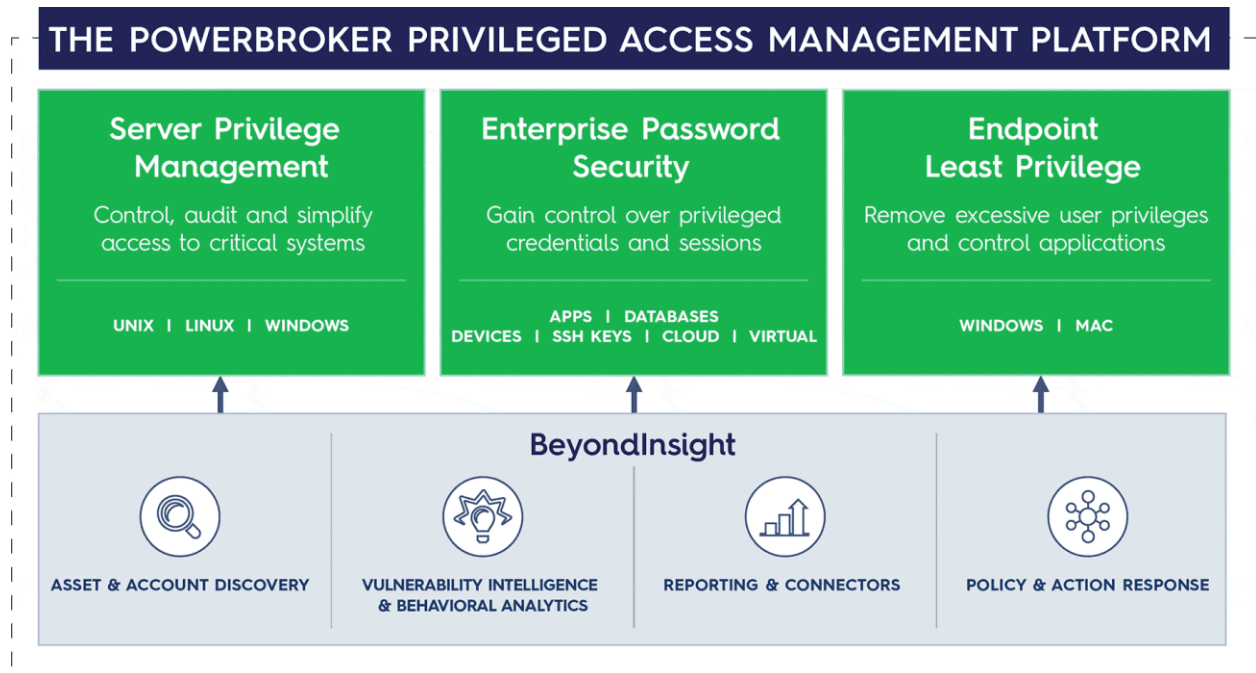 THE POWERBROKER PRIVILEGED ACCESS MANAGEMENT PLATFORM
Server Privilege
Management
Control, audit and simplify
access to critical systems
UNIX | LINUX | WINDOWS
Enterprise Password
Security
Gain control over privileged
credentials and sessions
APPS | DATABASES
DEVICES | SSH KEYS | CLOUD | VIRTUAL
Endpoint
Least Privilege
Remove excessive user privileges
and control applications
WINDOWS | MAC
BeyondInsight
ASSET & ACCOUNT DISCOVERY
VULNERABILITY INTELLIGENCE
& BEHAVIORAL ANALYTICS
REPORTING & CONNECTORS
POLICY & ACTION RESPONSE